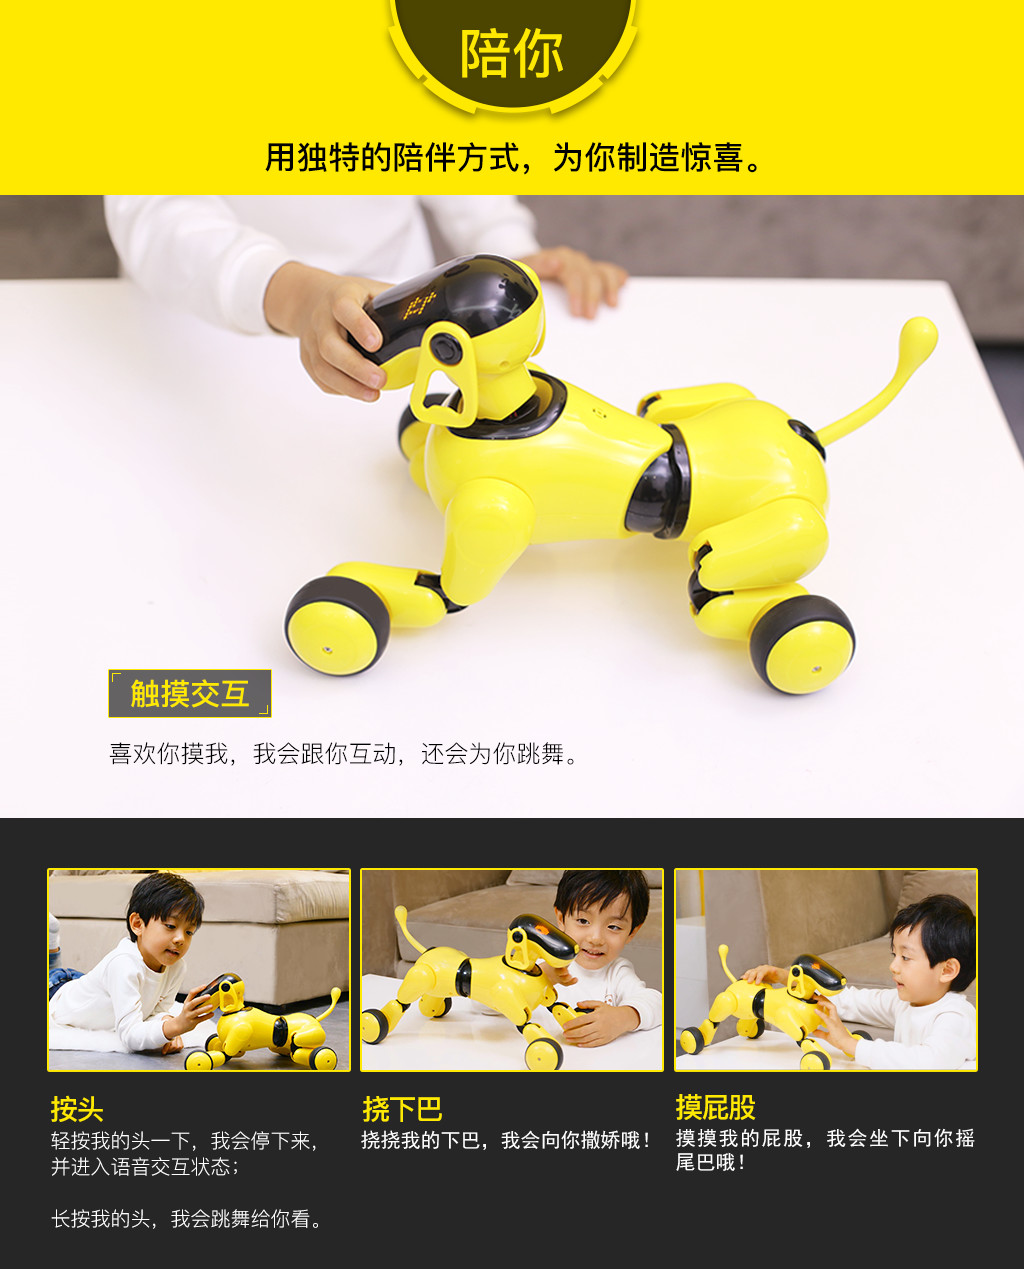 陪你
用独特的陪伴方式，为你制造惊喜。
触摸交互
喜欢你摸我，我会跟你互动，还会为你跳舞。
按头
轻按我的头一下，我会停下来，
并进入语音交互状态；
长按我的头，我会跳舞给你看。
挠下巴
挠挠我的下巴，我会向你撒娇哦！
摸屁股
摸摸我的屁股，我会坐下向你摇
尾巴哦！